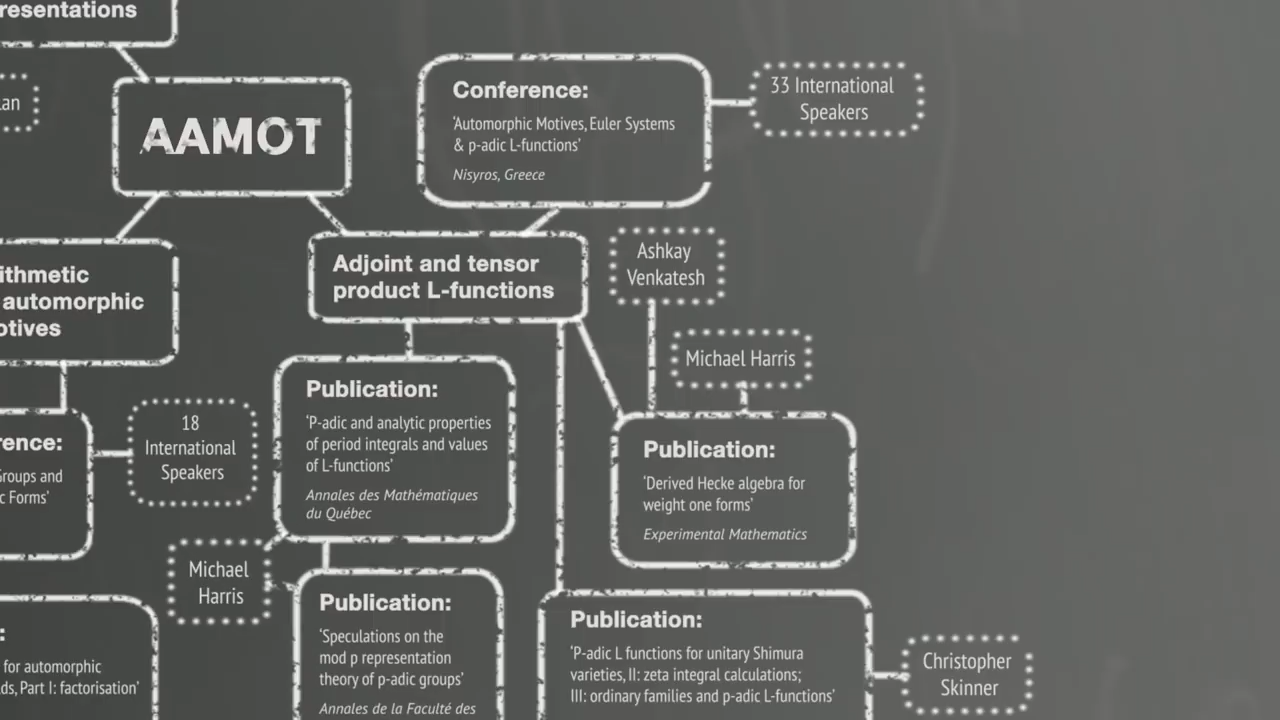 resentations
lan
AAMOT
Conference:
‘Automorphic Motives, Euler Systems
& p-adic L-functions’
Nisyros, Greece
33 International
Speakers
ithmetic
automorphic
otives
Adjoint and tensor
product L-functions
Ashkay
Venkatesh
Michael Harris
Publication:
‘P-adic and analytic properties
of period integrals and values
of L-functions’
Annales des Mathématiques
du Québec
Publication:
‘Derived Hecke algebra for
weight one forms’
Experimental Mathematics
rence:
Groups and
c Forms’
18
International
Speakers
Michael
Harris
:
for automorphic
lds, Part I: factorisation’
Publication:
‘Speculations on the
mod p representation
theory of p-adic groups’
Annales de la Faculté des
Publication:
‘P-adic L functions for unitary Shimura
varieties, II: zeta integral calculations;
III: ordinary families and p-adic L-functions’
Christopher
Skinner